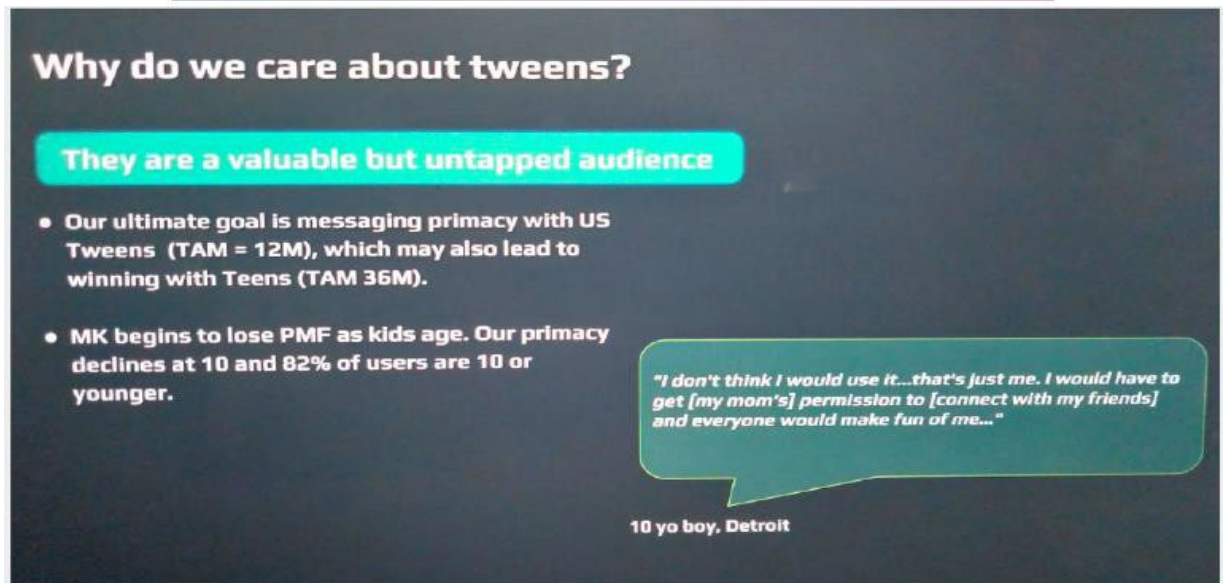 Why do we care about tweens?
They are a valuable but untapped audience
• Our ultimate goal is messaging primacy with US
Tweens (TAM = 12M), which may also lead to
winning with Teens (TAM 36M).
• MK begins to lose PMF as kids age. Our primacy
declines at 10 and 82% of users are 10 or
younger.
"I don't think I would use it...that's just me. I would have to
get [my mom's] permission to [connect with my friends]
and everyone would make fun of me..."
10 yo boy, Detroit